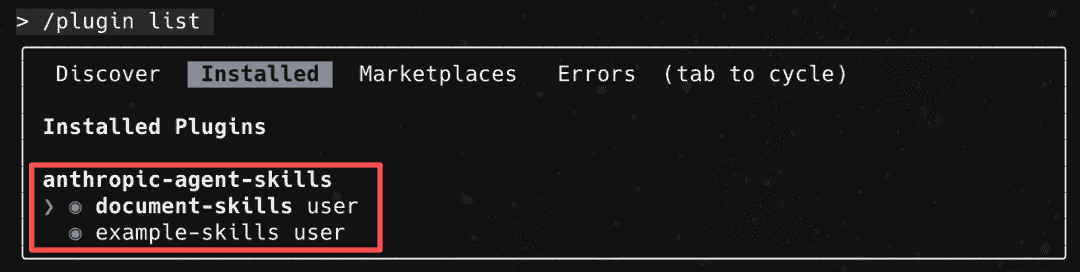 > /plugin list
Discover Installed Marketplaces Errors (tab to cycle)
Installed Plugins
anthropic-agent-skills
❯ ◉ document-skills user
◉ example-skills user